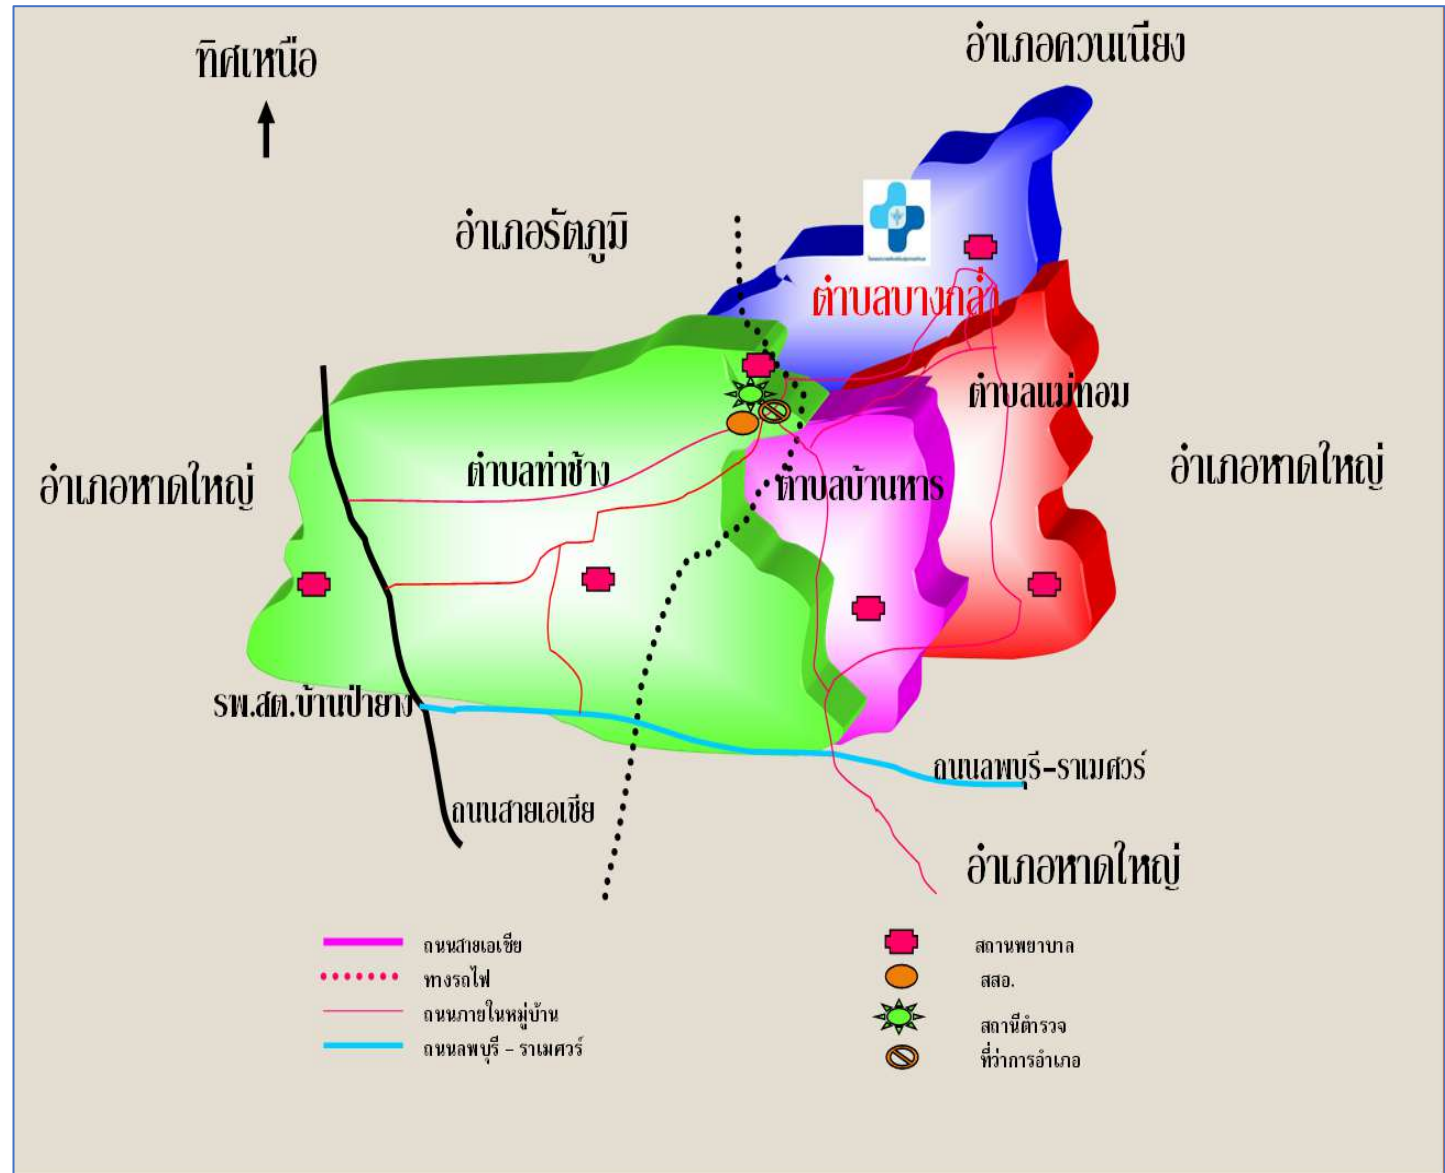 ทิศเหนือ
อำเภอควนเนียง
อำเภอรัตภูมิ
ตำบลบางกล่ำ
ตำบลแม่ทอม
อำเภอหาดใหญ่
ตำบลท่าช้าง
ตำบลบ้านหาร
อำเภอหาดใหญ่
รพ.สต.บ้านป่ายาง
ถนนลพบุรี-ราเมศวร์
ถนนสายเอเชีย
อำเภอหาดใหญ่
ถนนสายเอเชีย
ทางรถไฟ
ถนนภายในหมู่บ้าน
ถนนลพบุรี - ราเมศวร์
สถานพยาบาล
สสอ.
สถานีตำรวจ
ที่ว่าการอำเภอ